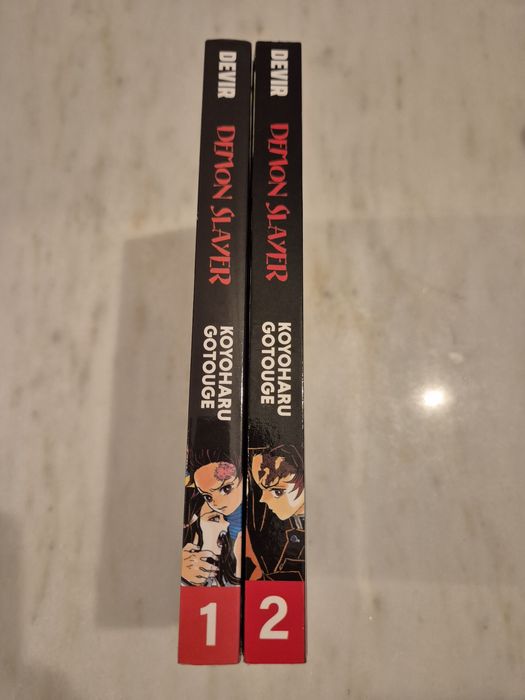 DEVIR
DEMON SLAYER
KOYOHARU
GOTOUGE
1
DEVIR
DEMON SLAYER
KOYOHARU
GOTOUGE
2